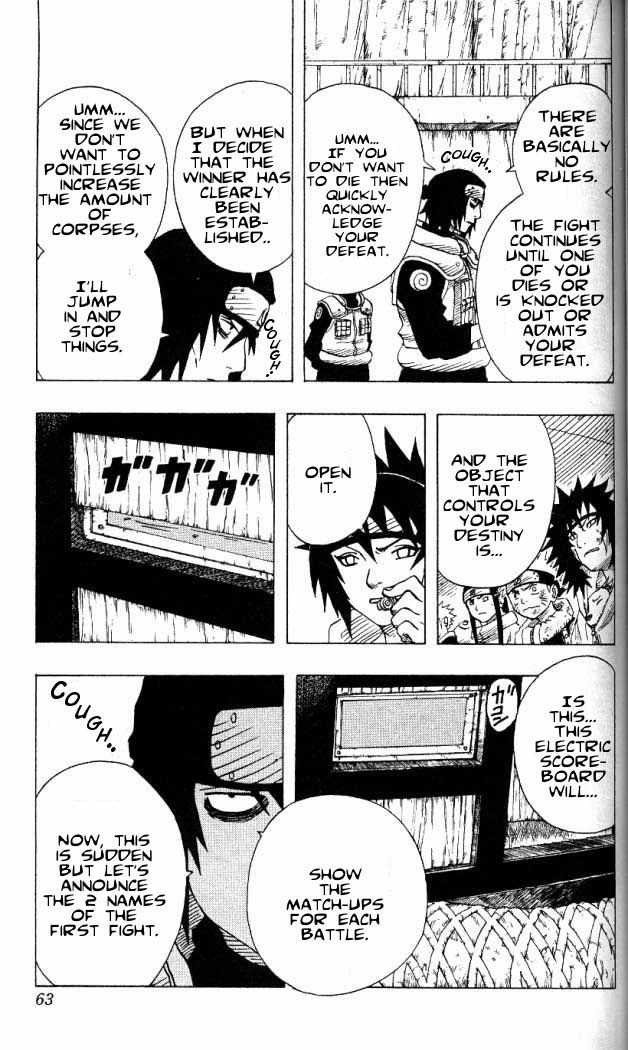 THERE
ARE
BASICALLY
NO
RULES.
THE FIGHT
CONTINUES
UNTIL ONE
OF YOU
DIES OR
IS KNOCKED
OUT OR
ADMITS
YOUR
DEFEAT.
COUGH..
UMM...
IF YOU
DON'T WANT
TO DIE THEN
QUICKLY
ACKNOW-
LEDGE
YOUR
DEFEAT.
BUT WHEN
I DECIDE
THAT THE
WINNER HAS
CLEARLY
BEEN
ESTAB-
LISHED..
COUGH..
UMM...
SINCE WE
DON'T
WANT TO
POINTLESSLY
INCREASE
THE AMOUNT
OF
CORPSES,
I'LL
JUMP
IN AND
STOP
THINGS.
AND THE
OBJECT
THAT
CONTROLS
YOUR
DESTINY
IS...
OPEN
IT.
ガガガ
IS
THIS...
THIS
ELECTRIC
SCORE-
BOARD
WILL...
ガコン
SHOW
THE
MATCH-UPS
FOR EACH
BATTLE.
COUGH..
NOW, THIS
IS SUDDEN
BUT LET'S
ANNOUNCE
THE 2 NAMES
OF THE
FIRST FIGHT.
63